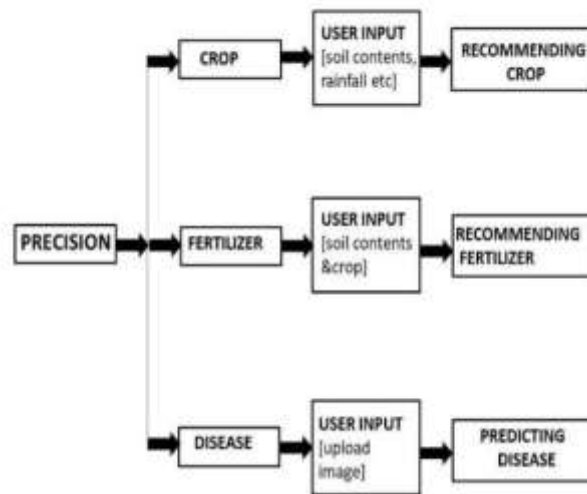 CROP
USER INPUT
[soil contents,
rainfall etc]
RECOMMENDING
CROP
PRECISION
FERTILIZER
USER INPUT
[soil contents
&crop]
RECOMMENDING
FERTILIZER
DISEASE
USER INPUT
[upload
image]
PREDICTING
DISEASE